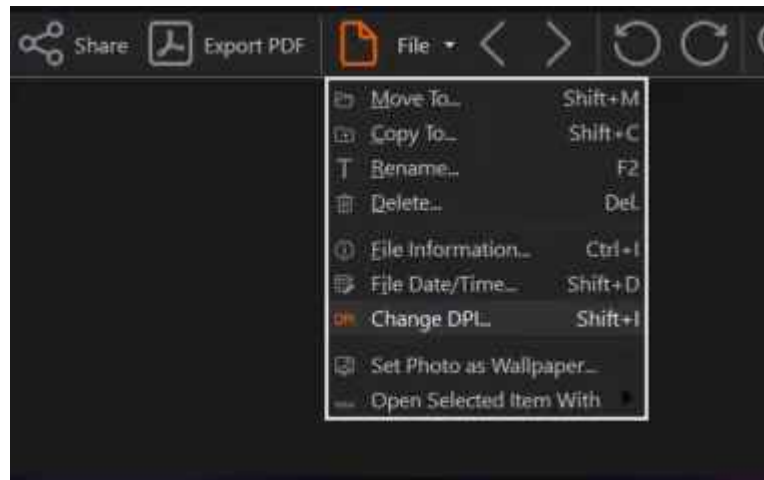 Share Export PDF File
Move To... Shift+M
Copy To... Shift+C
Rename... F2
Delete... Del.
File Information... Ctrl+I
File Date/Time... Shift+D
DPI Change DPI... Shift+I
Set Photo as Wallpaper...
Open Selected Item With